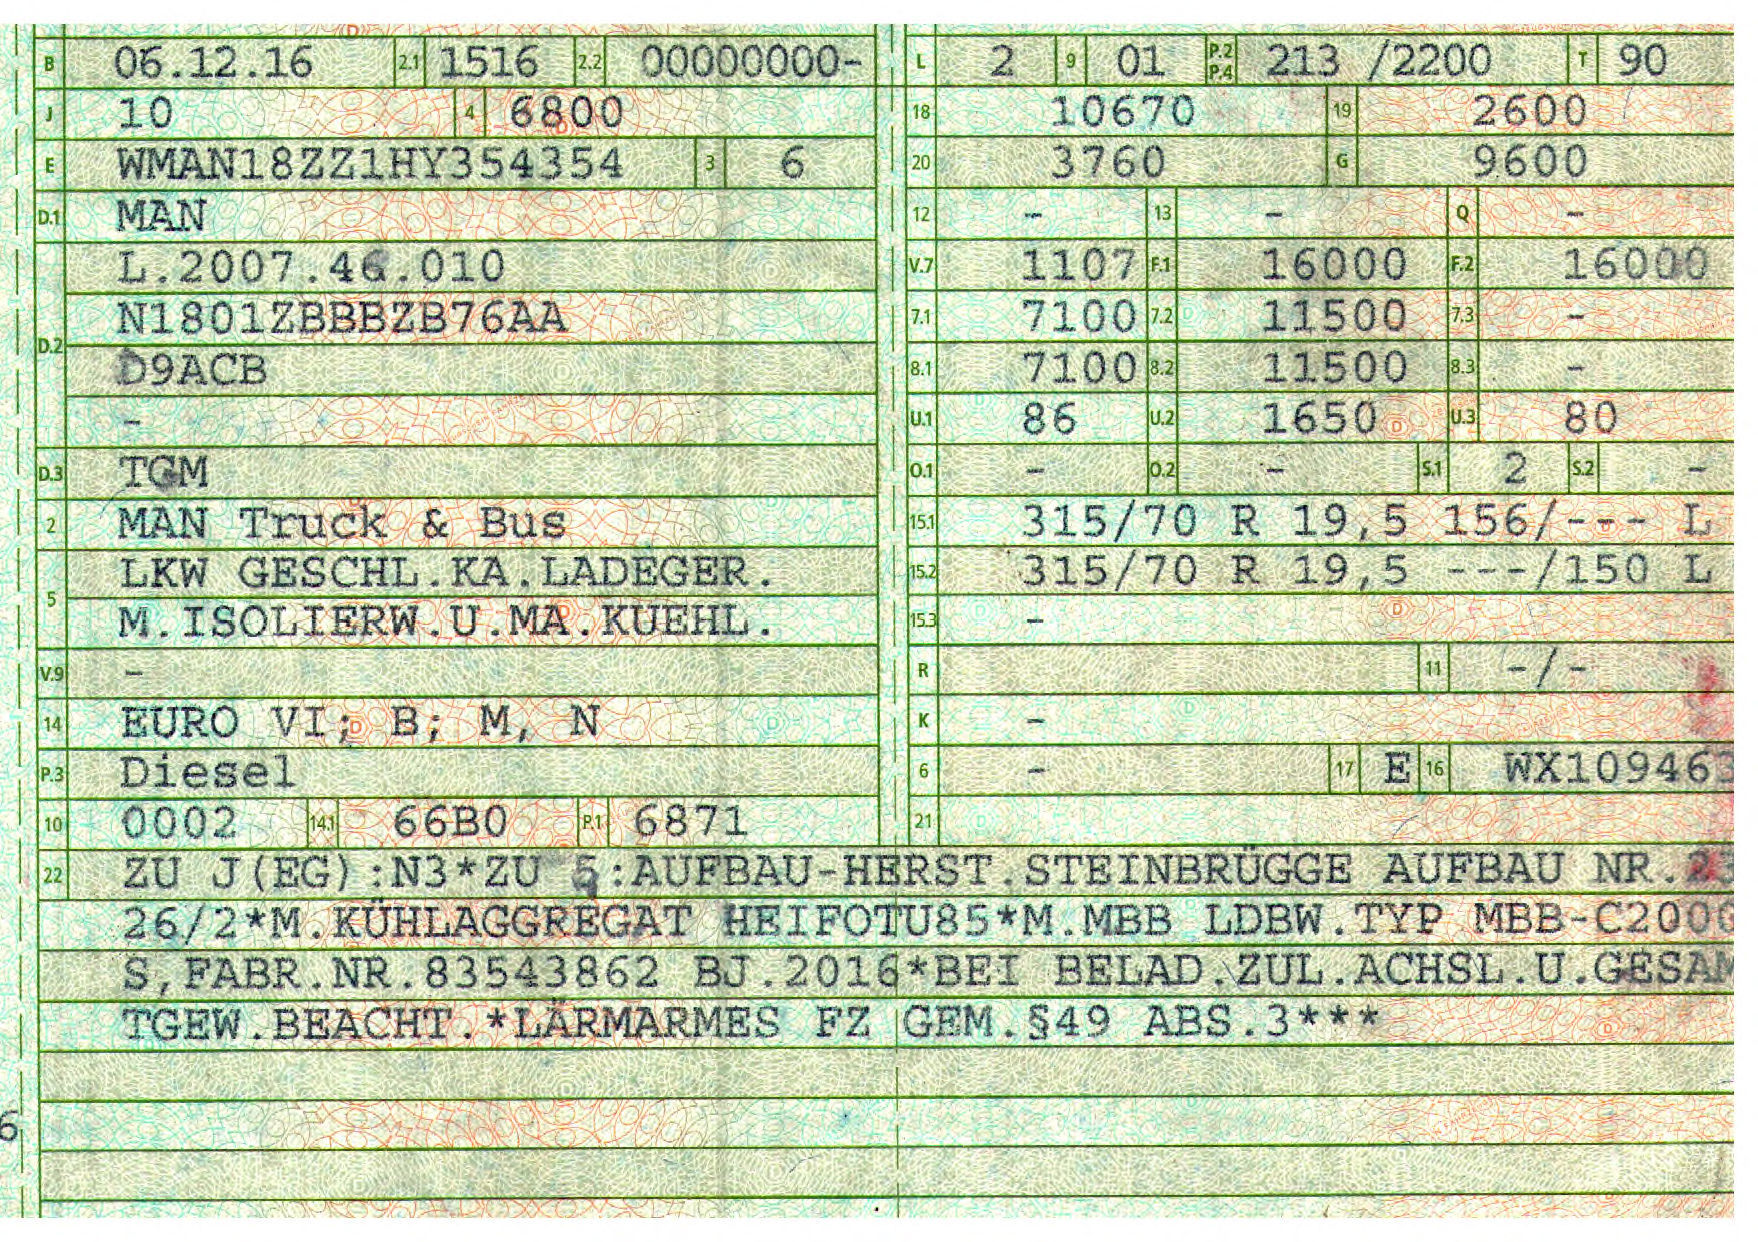 B 06.12.16 2.1 1516 2.2 00000000- L 2 9 01 P.2 P.4 213 /2200 T 90
J 10 4 6800 18 10670 19 2600
E WMAN18ZZ1HY354354 3 6 20 3760 G 9600
D.1 MAN 12 - 13 - Q -
L.2007.46.010 V.7 1107 F.1 16000 F.2 16000
D.2 N1801ZBBBZB76AA 7.1 7100 7.2 11500 7.3 -
D9ACB 8.1 7100 8.2 11500 8.3 -
- U.1 86 U.2 1650 U.3 80
D.3 TGM O.1 - O.2 - S.1 2 S.2 -
2 MAN Truck & Bus 15.1 315/70 R 19,5 156/--- L
5 LKW GESCHL.KA.LADEGER. 15.2 315/70 R 19,5 ---/150 L
M.ISOLIERW.U.MA.KUEHL. 15.3 -
V.9 - R 11 -/-
14 EURO VI; B; M, N K -
P.3 Diesel 6 - 17 E 16 WX109463
10 0002 14.1 66B0 P.1 6871 21
22 ZU J(EG):N3*ZU 5:AUFBAU-HERST.STEINBRÜGGE AUFBAU NR.23
26/2*M.KÜHLAGGREGAT HEIFOTU85*M.MBB LDBW.TYP MBB-C2000
S,FABR.NR.83543862 BJ.2016*BEI BELAD.ZUL.ACHSL.U.GESAM
TGEW.BEACHT.*LÄRMARMES FZ GEM.§49 ABS.3***
6